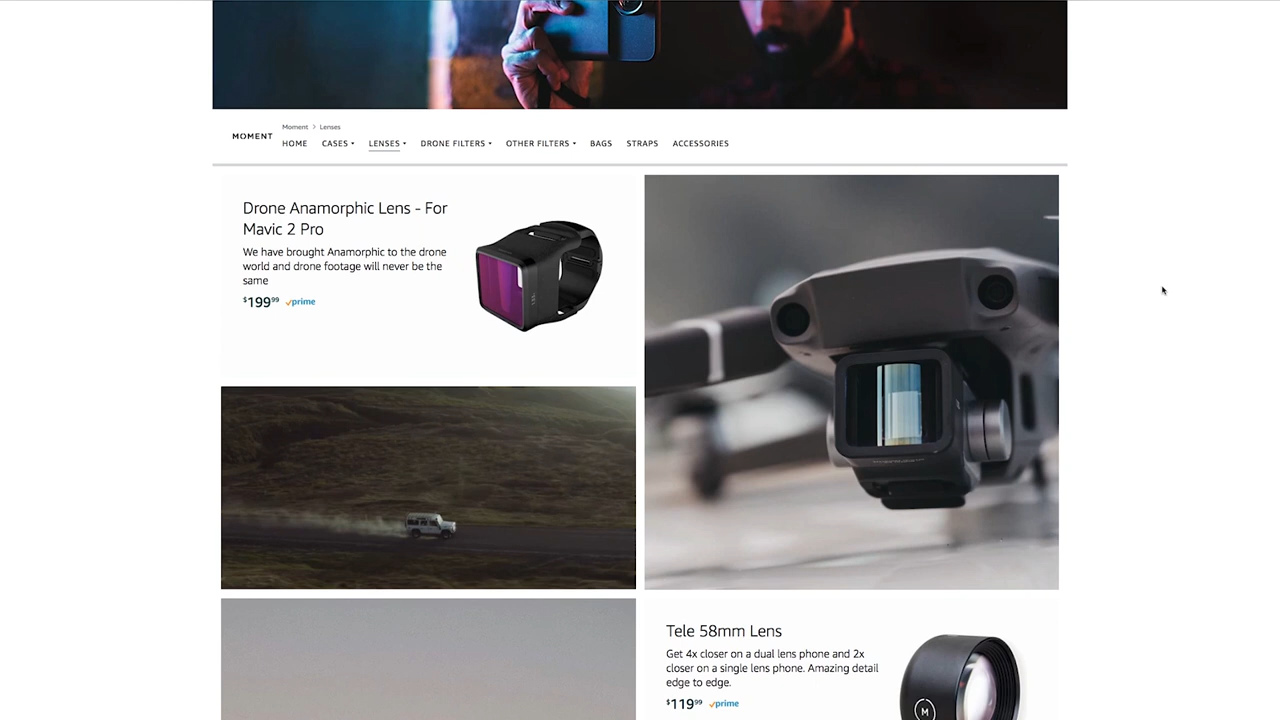 Moment > Lenses
MOMENT
HOME CASES LENSES DRONE FILTERS OTHER FILTERS BAGS STRAPS ACCESSORIES
Drone Anamorphic Lens - For
Mavic 2 Pro
We have brought Anamorphic to the drone
world and drone footage will never be the
same
$199.99 prime
Tele 58mm Lens
Get 4x closer on a dual lens phone and 2x
closer on a single lens phone. Amazing detail
edge to edge.
$119.99 prime
M